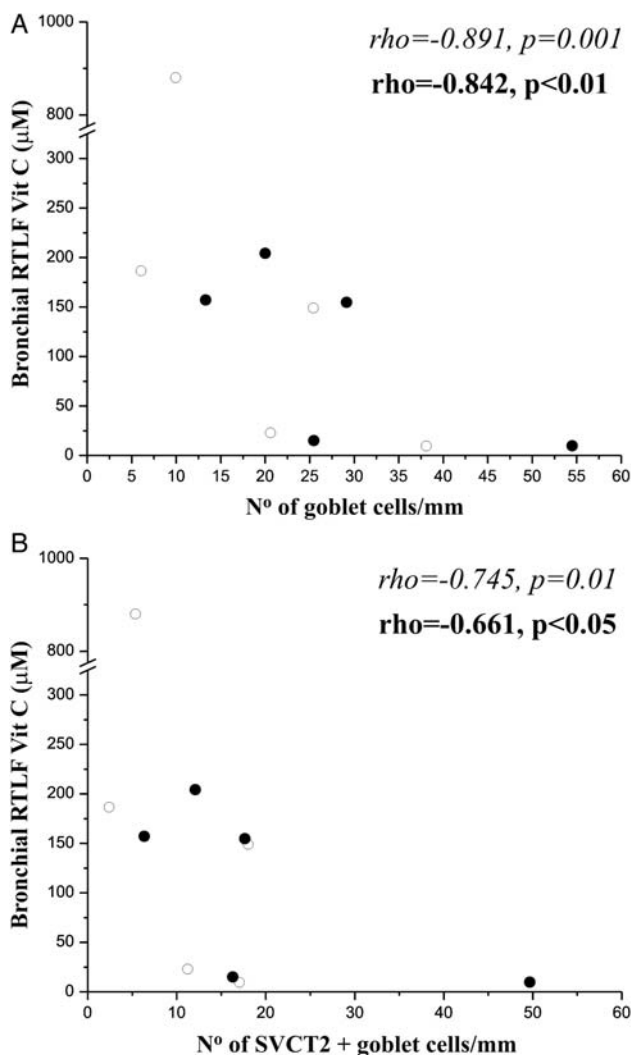 A
rho=-0.891, p=0.001
rho=-0.842, p<0.01
Bronchial RTLF Vit C (µM)
1000
800
300
250
200
150
100
50
0
0 5 10 15 20 25 30 35 40 45 50 55 60
Nº of goblet cells/mm
B
rho=-0.745, p=0.01
rho=-0.661, p<0.05
Bronchial RTLF Vit C (µM)
1000
800
300
250
200
150
100
50
0
0 10 20 30 40 50 60
Nº of SVCT2 + goblet cells/mm